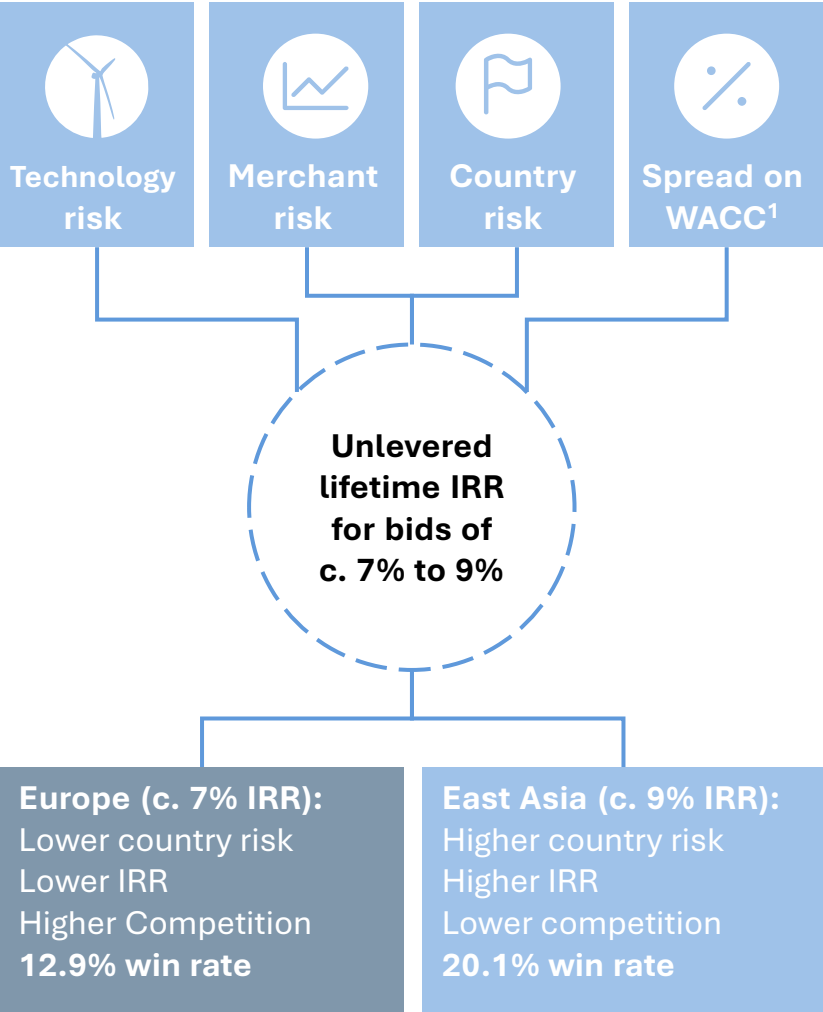 Technology
risk
Merchant
risk
Country
risk
Spread on
WACC¹
Unlevered
lifetime IRR
for bids of
c. 7% to 9%
Europe (c. 7% IRR):
Lower country risk
Lower IRR
Higher Competition
12.9% win rate
East Asia (c. 9% IRR):
Higher country risk
Higher IRR
Lower competition
20.1% win rate